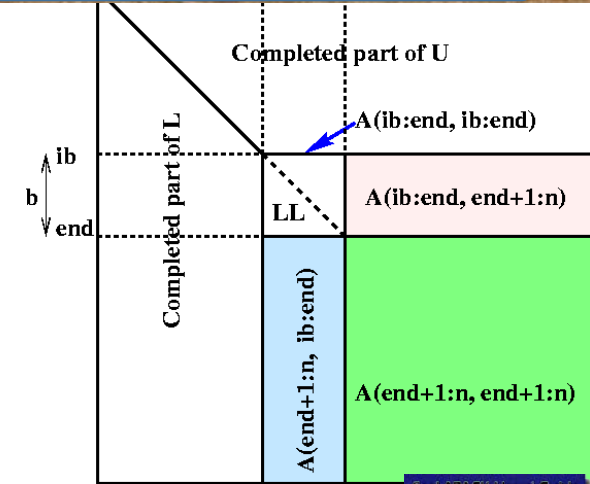 Completed part of U
A(ib:end, ib:end)
ib
b
end
Completed part of L
LL
A(ib:end, end+1:n)
A(end+1:n, ib:end)
A(end+1:n, end+1:n)